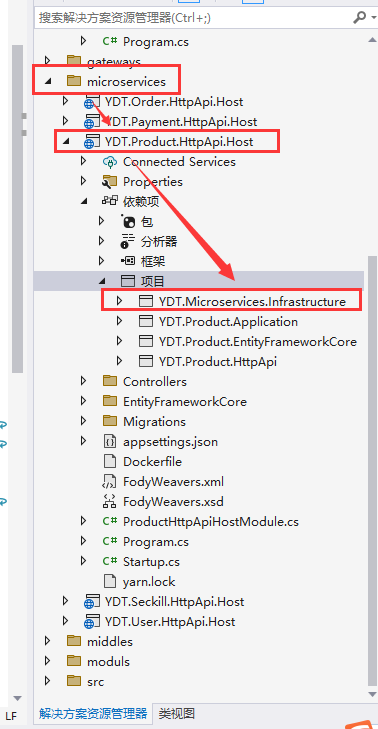 搜索解决方案资源管理器(Ctrl+;)
C# Program.cs
gateways
microservices
YDT.Order.HttpApi.Host
YDT.Payment.HttpApi.Host
YDT.Product.HttpApi.Host
Connected Services
Properties
依赖项
包
分析器
框架
项目
YDT.Microservices.Infrastructure
YDT.Product.Application
YDT.Product.EntityFrameworkCore
YDT.Product.HttpApi
Controllers
EntityFrameworkCore
Migrations
appsettings.json
Dockerfile
FodyWeavers.xml
FodyWeavers.xsd
C# ProductHttpApiHostModule.cs
C# Program.cs
C# Startup.cs
yarn.lock
YDT.Seckill.HttpApi.Host
YDT.User.HttpApi.Host
middles
moduls
src
LF
解决方案资源管理器 类视图